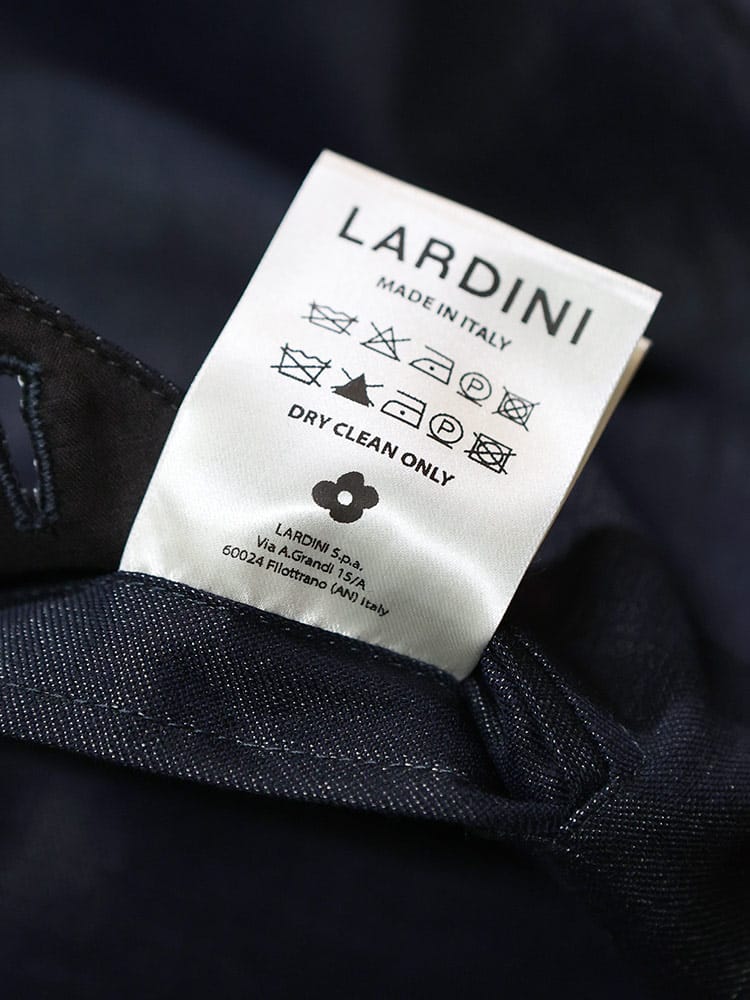 LARDINI
MADE IN ITALY
P
P
DRY CLEAN ONLY
LARDINI S.p.a.
Via A.Grandi 15/A
60024 Filottrano (AN) Italy